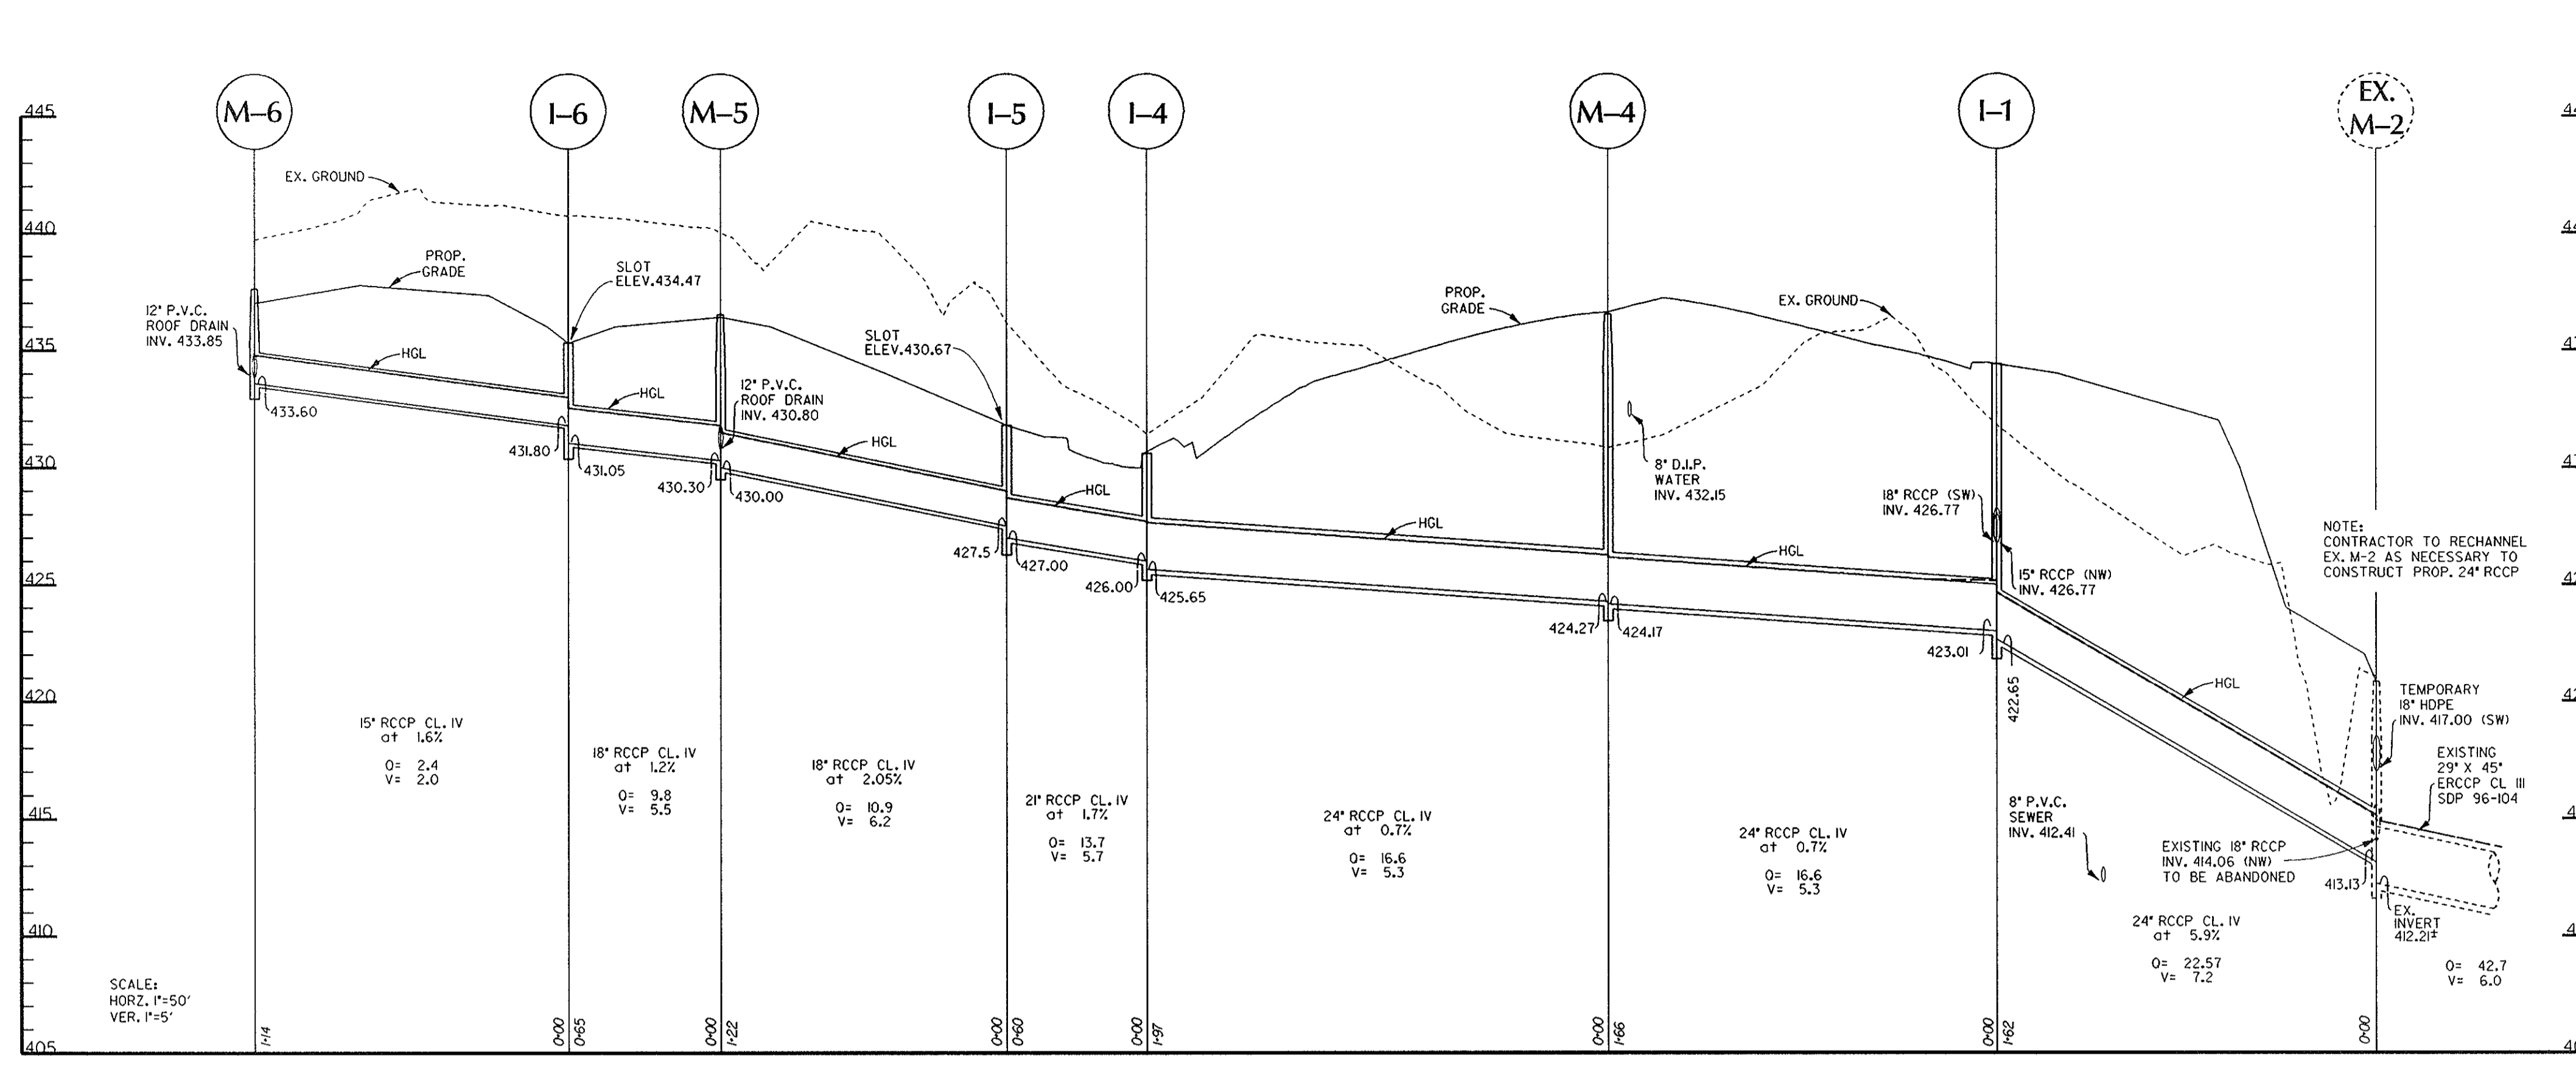 M-6
I-6
M-5
I-5
I-4
M-4
I-1
EX.
M-2
445
440
435
430
425
420
415
410
405
EX. GROUND
PROP.
GRADE
SLOT
ELEV. 434.47
12" P.V.C.
ROOF DRAIN
INV. 433.85
HGL
433.60
431.80
431.05
HGL
12" P.V.C.
ROOF DRAIN
INV. 430.80
430.30
430.00
SLOT
ELEV. 430.67
HGL
427.5
427.00
HGL
426.00
425.65
HGL
PROP.
GRADE
EX. GROUND
8" D.I.P.
WATER
INV. 432.15
424.27
424.17
HGL
18" RCCP (SW)
INV. 426.77
15" RCCP (NW)
INV. 426.77
423.01
422.65
HGL
NOTE:
CONTRACTOR TO RECHANNEL
EX. M-2 AS NECESSARY TO
CONSTRUCT PROP. 24" RCCP
TEMPORARY
18" HDPE
INV. 417.00 (SW)
EXISTING
29" X 45"
ERCCP CL III
SDP 96-104
8" P.V.C.
SEWER
INV. 412.41
EXISTING 18" RCCP
INV. 414.06 (NW)
TO BE ABANDONED
413.13
EX.
INVERT
412.21±
15" RCCP CL. IV
at 1.6%
Q= 2.4
V= 2.0
18" RCCP CL. IV
at 1.2%
Q= 9.8
V= 5.5
18" RCCP CL. IV
at 2.05%
Q= 10.9
V= 6.2
21" RCCP CL. IV
at 1.7%
Q= 13.7
V= 5.7
24" RCCP CL. IV
at 0.7%
Q= 16.6
V= 5.3
24" RCCP CL. IV
at 0.7%
Q= 16.6
V= 5.3
24" RCCP CL. IV
at 5.9%
Q= 22.57
V= 7.2
Q= 42.7
V= 6.0
SCALE:
HORZ. 1"=50'
VER. 1"=5'
1+14
0+00
0+65
0+00
1+22
0+00
0+60
0+00
1+97
0+00
1+66
0+00
1+62
0+00